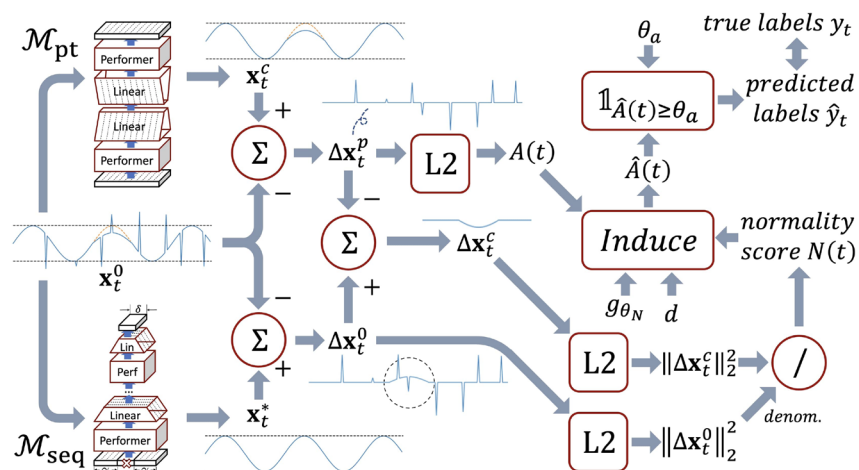 ℳpt
Performer
Linear
Linear
Performer
x_t^c
+
Σ
−
Δx_t^p
L2
A(t)
θ_a
𝟙_{Â(t)≥θ_a}
true labels y_t
predicted
labels ŷ_t
Â(t)
Induce
normality
score N(t)
g_{θ_N}
d
x_t^0
−
Σ
+
Δx_t^c
−
Σ
+
Δx_t^0
δ
Lin
Perf
...
Linear
Performer
ℳseq
x_t^*
L2
‖Δx_t^c‖_2^2
/
L2
‖Δx_t^0‖_2^2
denom.